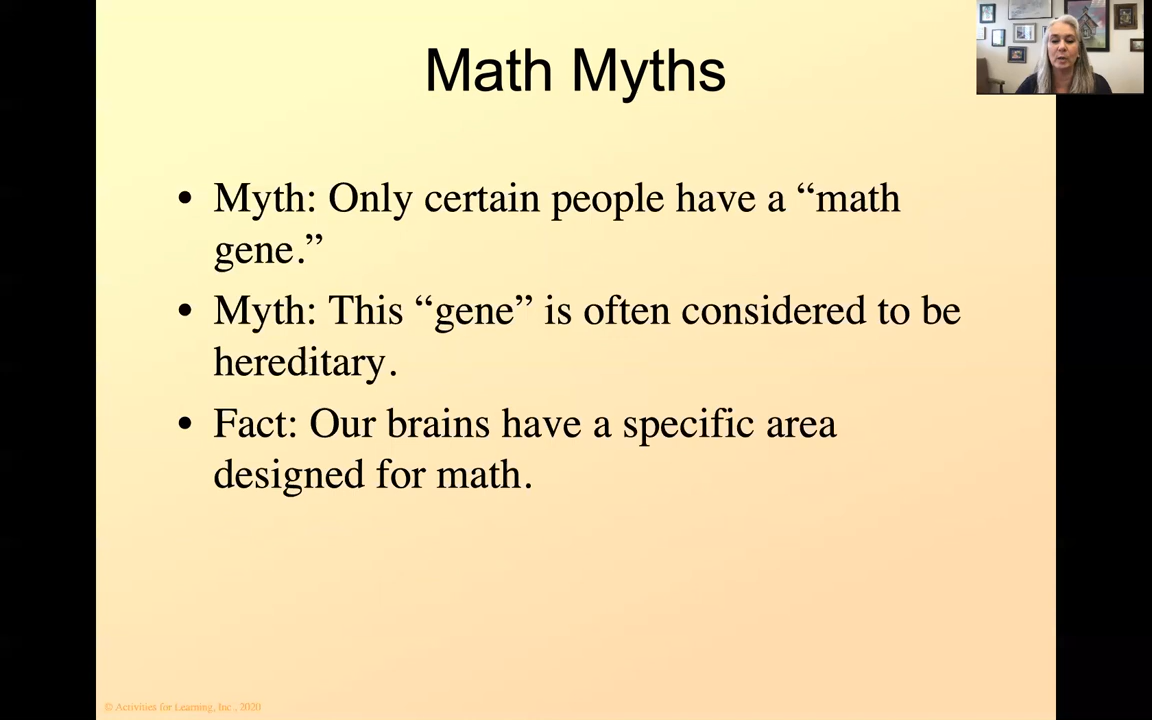 Math Myths
• Myth: Only certain people have a “math
gene.”
• Myth: This “gene” is often considered to be
hereditary.
• Fact: Our brains have a specific area
designed for math.
© Activities for Learning, Inc . 2020